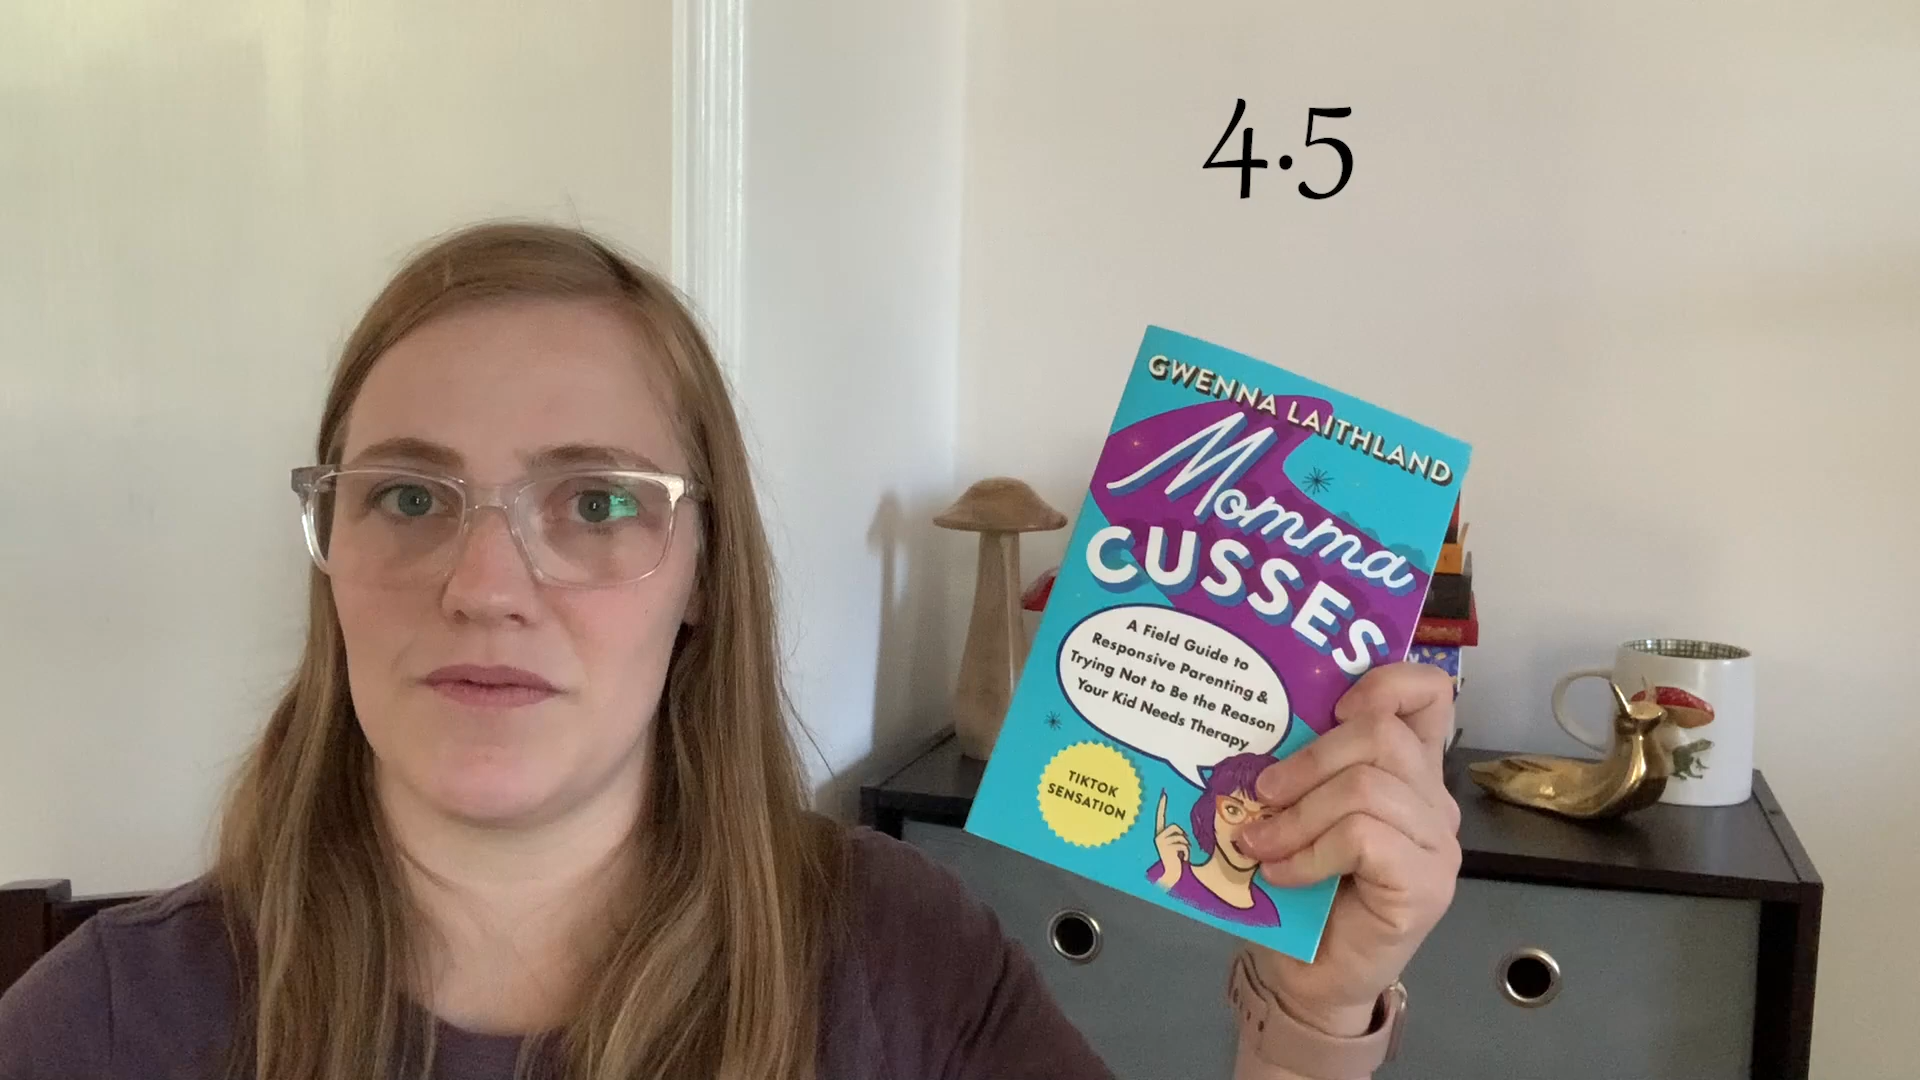 4.5
GWENNA LAITHLAND
Momma
CUSSES
A Field Guide to
Responsive Parenting &
Trying Not to Be the Reason
Your Kid Needs Therapy
TIKTOK
SENSATION